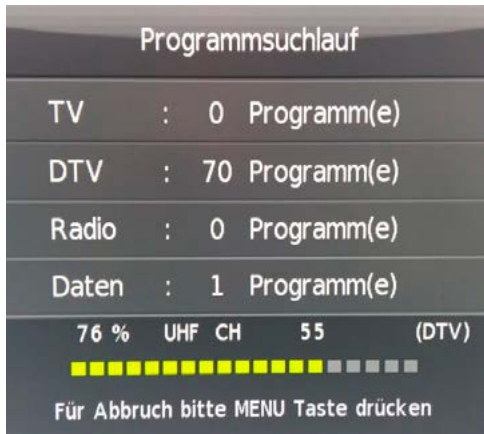 Programmsuchlauf
TV : 0 Programm(e)
DTV : 70 Programm(e)
Radio : 0 Programm(e)
Daten : 1 Programm(e)
76 % UHF CH 55 (DTV)
Für Abbruch bitte MENU Taste drücken